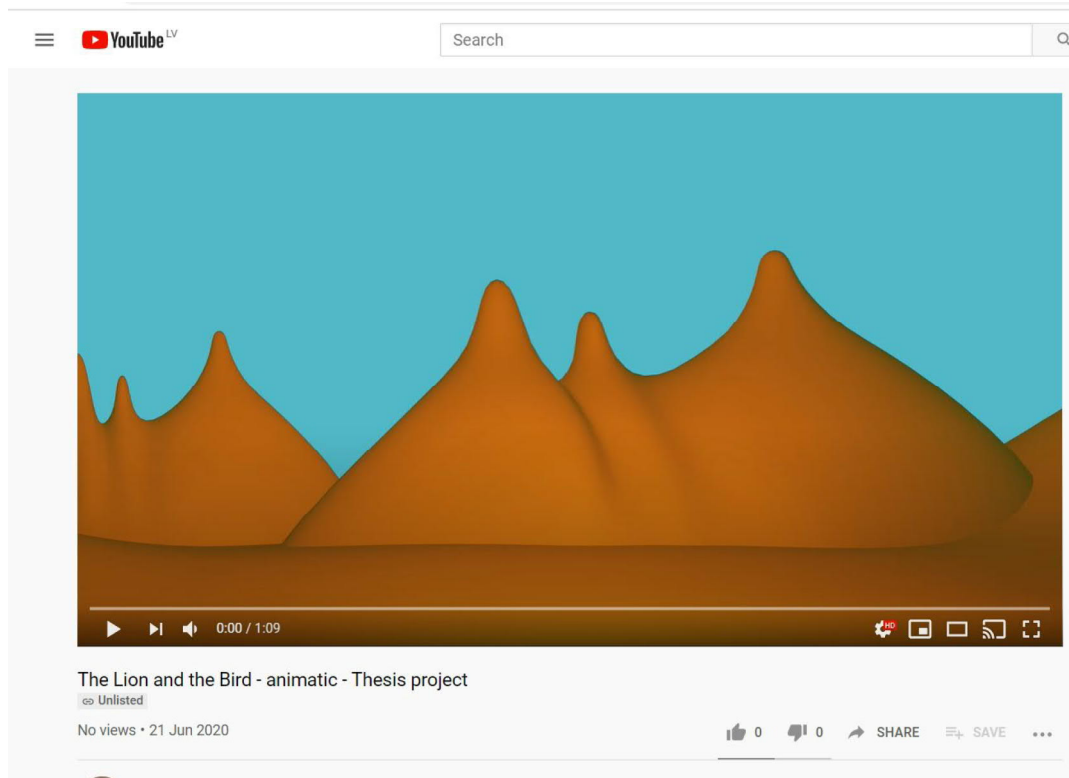 YouTube LV
Search
0:00 / 1:09
HD
The Lion and the Bird - animatic - Thesis project
Unlisted
No views • 21 Jun 2020
0 0 SHARE SAVE